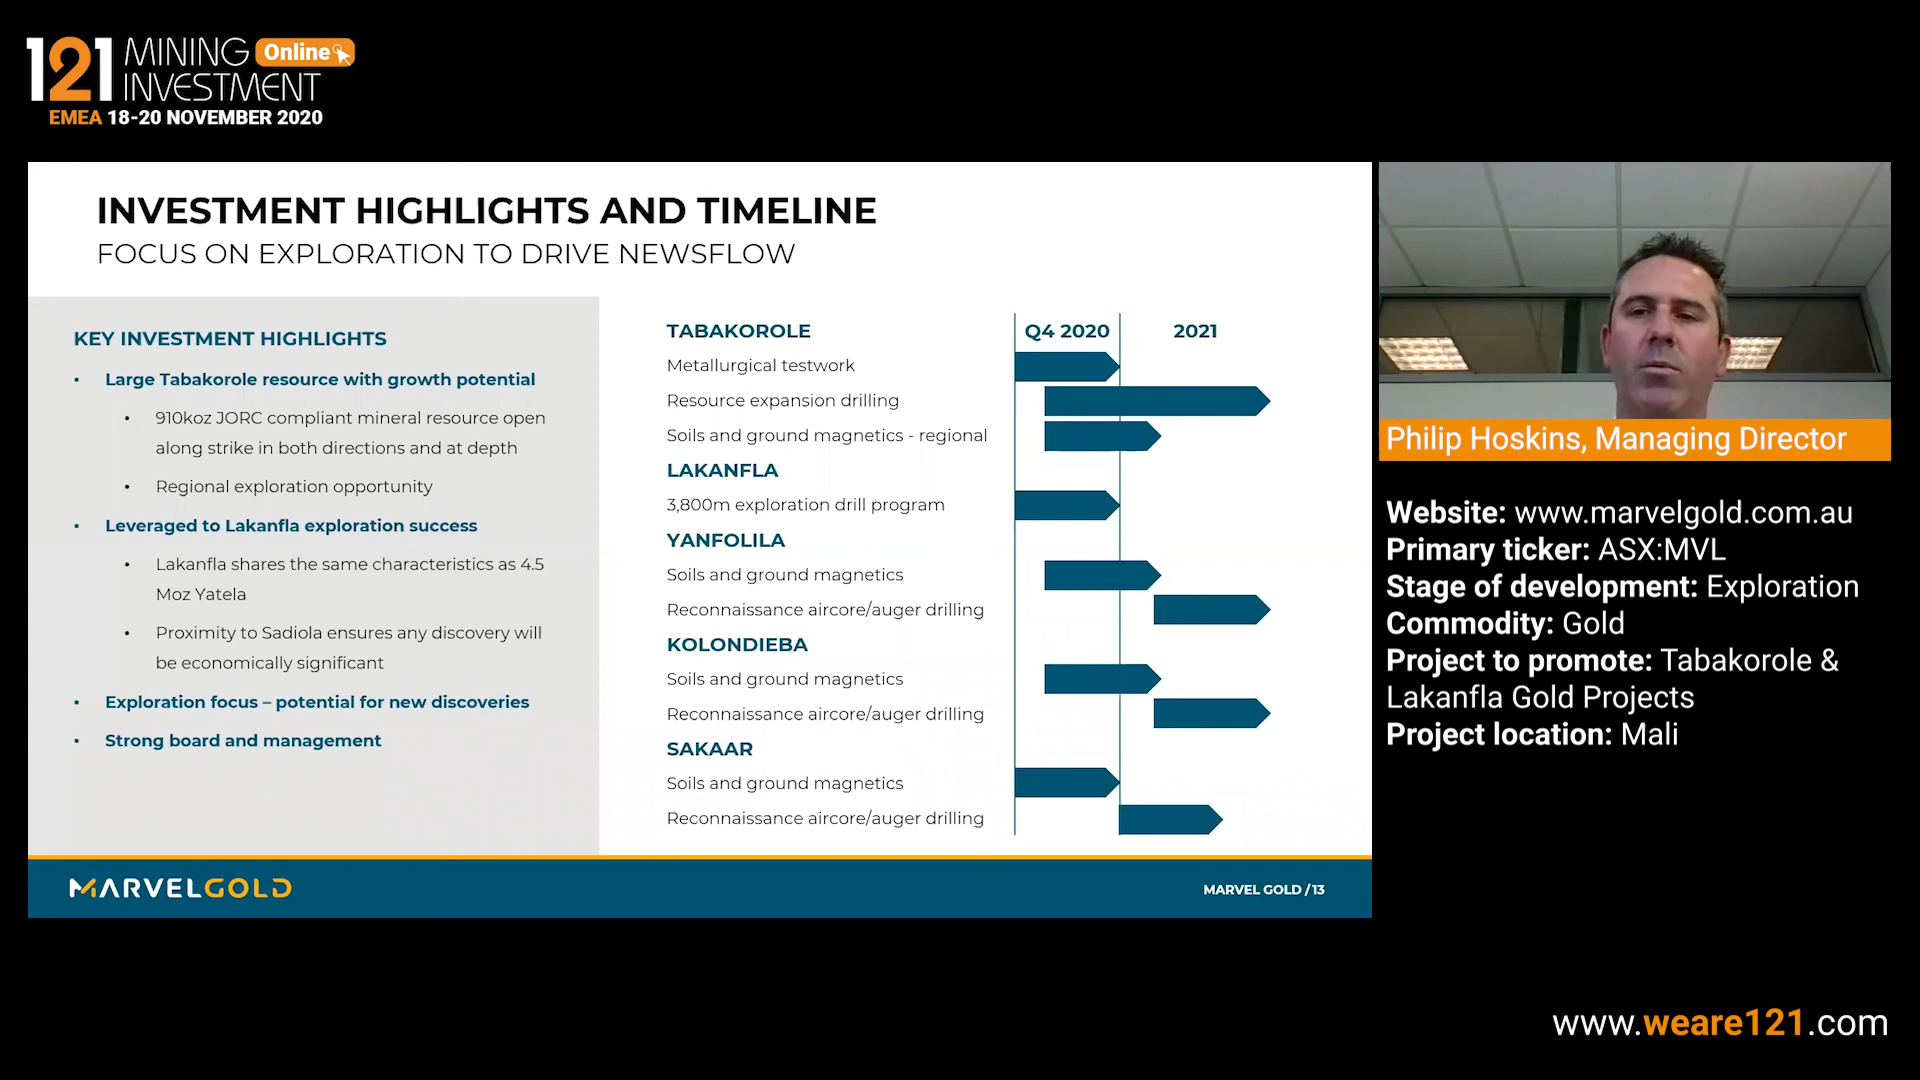 121 MINING Online
INVESTMENT
EMEA 18-20 NOVEMBER 2020
INVESTMENT HIGHLIGHTS AND TIMELINE
FOCUS ON EXPLORATION TO DRIVE NEWSFLOW
KEY INVESTMENT HIGHLIGHTS
• Large Tabakorole resource with growth potential
• 910koz JORC compliant mineral resource open
along strike in both directions and at depth
• Regional exploration opportunity
• Leveraged to Lakanfla exploration success
• Lakanfla shares the same characteristics as 4.5
Moz Yatela
• Proximity to Sadiola ensures any discovery will
be economically significant
• Exploration focus – potential for new discoveries
• Strong board and management
TABAKOROLE Q4 2020 2021
Metallurgical testwork
Resource expansion drilling
Soils and ground magnetics - regional
LAKANFLA
3,800m exploration drill program
YANFOLILA
Soils and ground magnetics
Reconnaissance aircore/auger drilling
KOLONDIEBA
Soils and ground magnetics
Reconnaissance aircore/auger drilling
SAKAAR
Soils and ground magnetics
Reconnaissance aircore/auger drilling
MARVELGOLD
MARVEL GOLD / 13
Philip Hoskins, Managing Director
Website: www.marvelgold.com.au
Primary ticker: ASX:MVL
Stage of development: Exploration
Commodity: Gold
Project to promote: Tabakorole &
Lakanfla Gold Projects
Project location: Mali
www.weare121.com